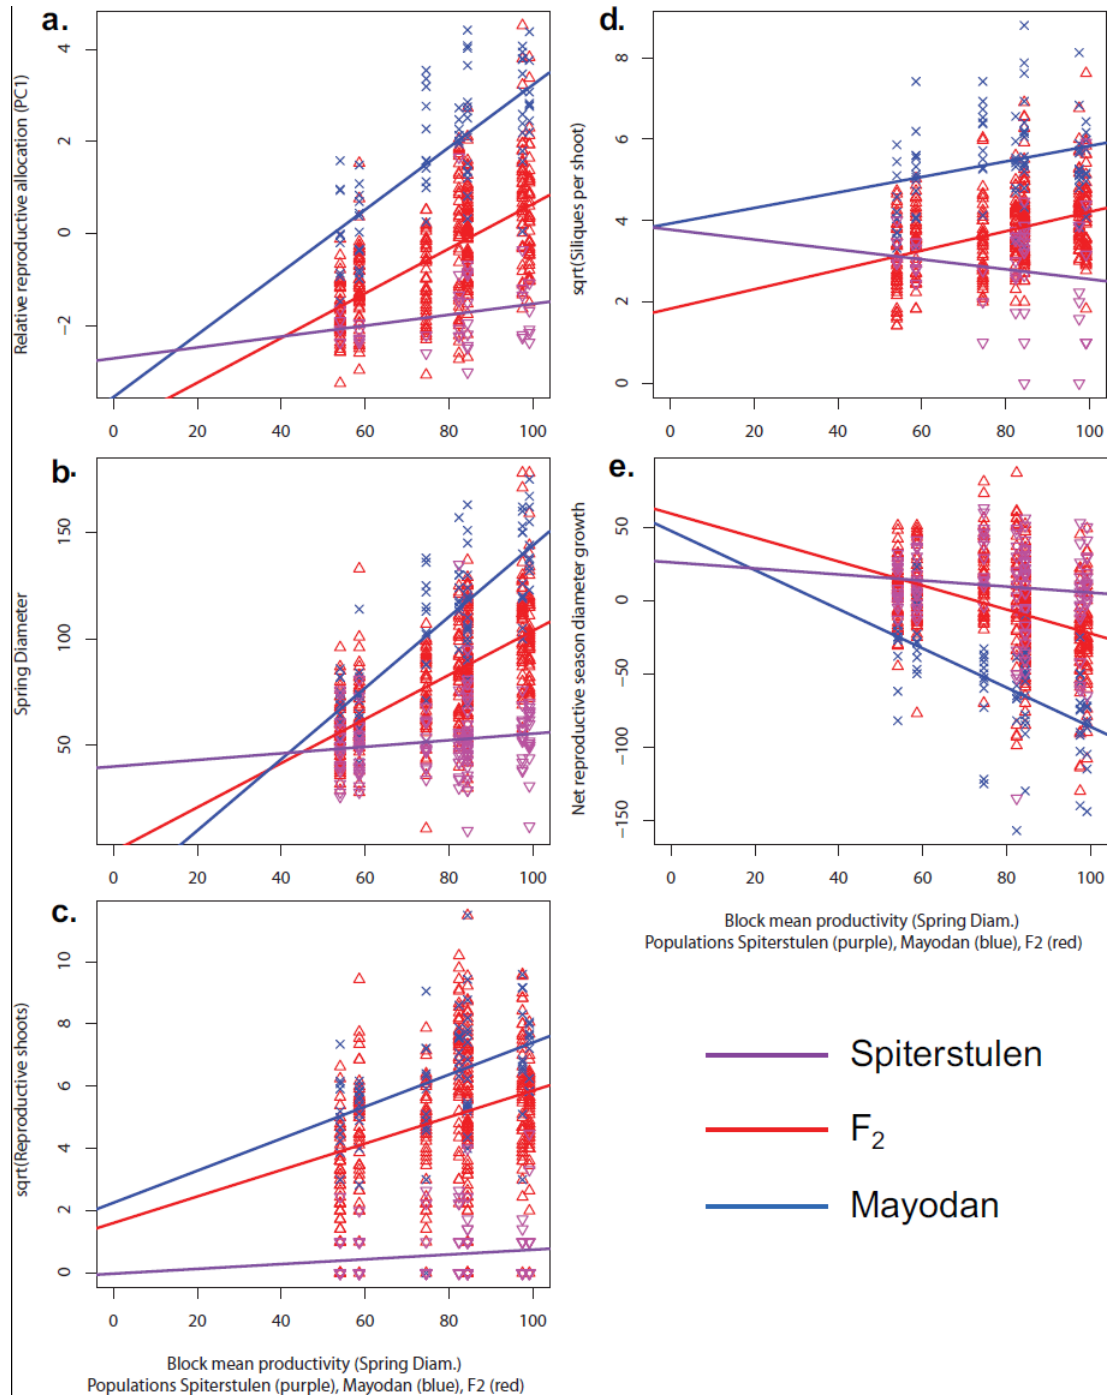 a.
Relative reproductive allocation (PC1)
4
2
0
−2
0 20 40 60 80 100
b.
Spring Diameter
150
100
50
0 20 40 60 80 100
c.
sqrt(Reproductive shoots)
10
8
6
4
2
0
0 20 40 60 80 100
Block mean productivity (Spring Diam.)
Populations Spiterstulen (purple), Mayodan (blue), F2 (red)
d.
sqrt(Siliques per shoot)
8
6
4
2
0
0 20 40 60 80 100
e.
Net reproductive season diameter growth
50
0
−50
−100
−150
0 20 40 60 80 100
Block mean productivity (Spring Diam.)
Populations Spiterstulen (purple), Mayodan (blue), F2 (red)
Spiterstulen
F₂
Mayodan